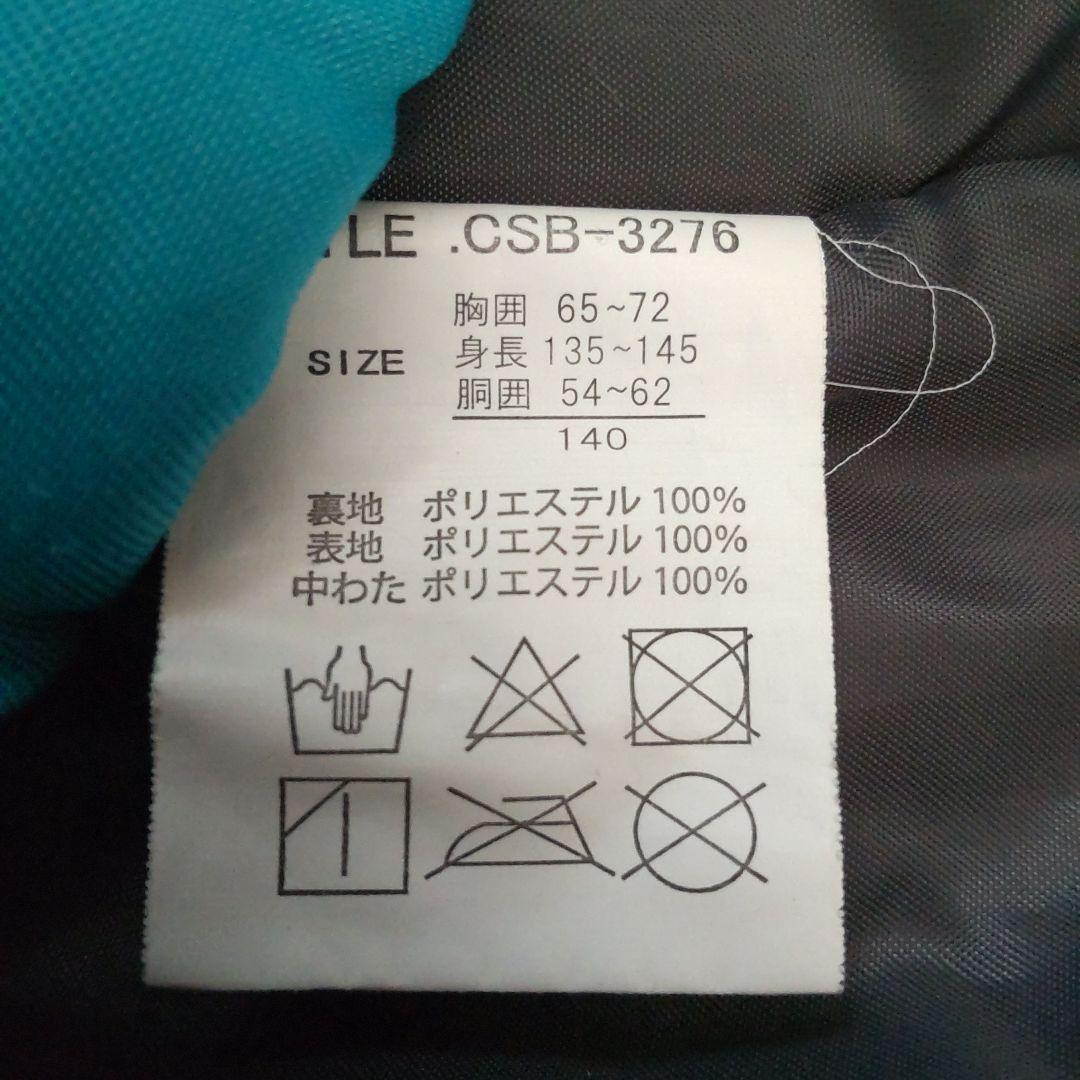 .CSB-3276
胸囲 65~72
身長 135~145
SIZE
胴囲 54~62
140
裏地 ポリエステル 100%
表地 ポリエステル 100%
中わた ポリエステル 100%